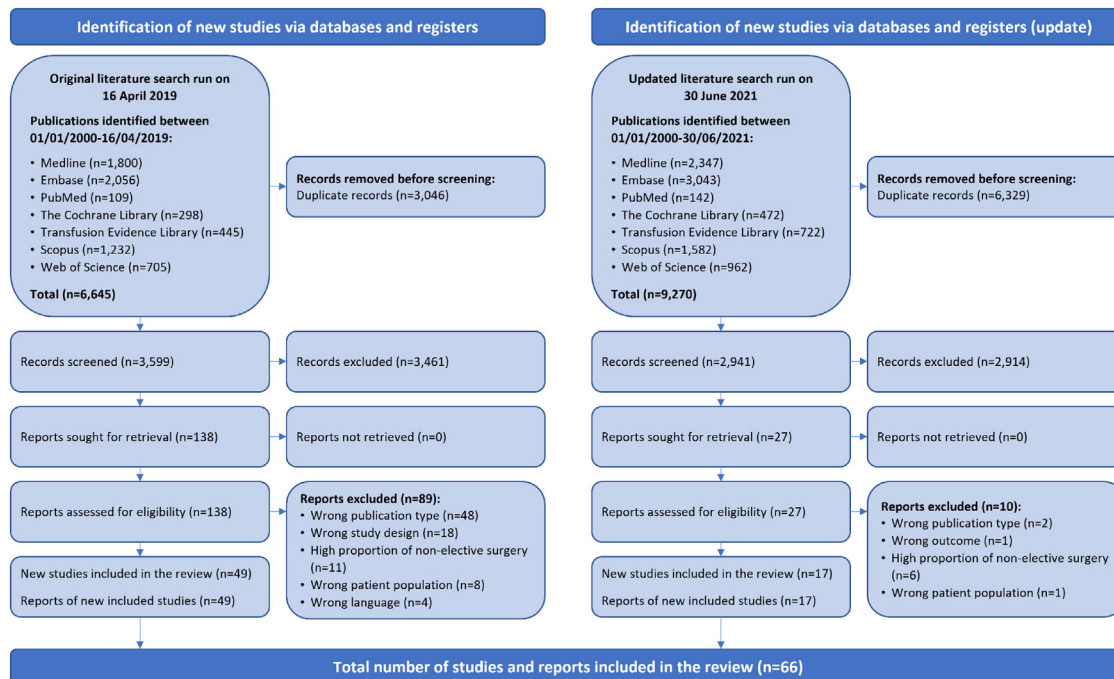 Identification of new studies via databases and registers
Original literature search run on
16 April 2019
Publications identified between
01/01/2000-16/04/2019:
• Medline (n=1,800)
• Embase (n=2,056)
• PubMed (n=109)
• The Cochrane Library (n=298)
• Transfusion Evidence Library (n=445)
• Scopus (n=1,232)
• Web of Science (n=705)
Total (n=6,645)
Records removed before screening:
Duplicate records (n=3,046)
Records screened (n=3,599)
Records excluded (n=3,461)
Reports sought for retrieval (n=138)
Reports not retrieved (n=0)
Reports assessed for eligibility (n=138)
Reports excluded (n=89):
• Wrong publication type (n=48)
• Wrong study design (n=18)
• High proportion of non-elective surgery
(n=11)
• Wrong patient population (n=8)
• Wrong language (n=4)
New studies included in the review (n=49)
Reports of new included studies (n=49)
Identification of new studies via databases and registers (update)
Updated literature search run on
30 June 2021
Publications identified between
01/01/2000-30/06/2021:
• Medline (n=2,347)
• Embase (n=3,043)
• PubMed (n=142)
• The Cochrane Library (n=472)
• Transfusion Evidence Library (n=722)
• Scopus (n=1,582)
• Web of Science (n=962)
Total (n=9,270)
Records removed before screening:
Duplicate records (n=6,329)
Records screened (n=2,941)
Records excluded (n=2,914)
Reports sought for retrieval (n=27)
Reports not retrieved (n=0)
Reports assessed for eligibility (n=27)
Reports excluded (n=10):
• Wrong publication type (n=2)
• Wrong outcome (n=1)
• High proportion of non-elective surgery
(n=6)
• Wrong patient population (n=1)
New studies included in the review (n=17)
Reports of new included studies (n=17)
Total number of studies and reports included in the review (n=66)